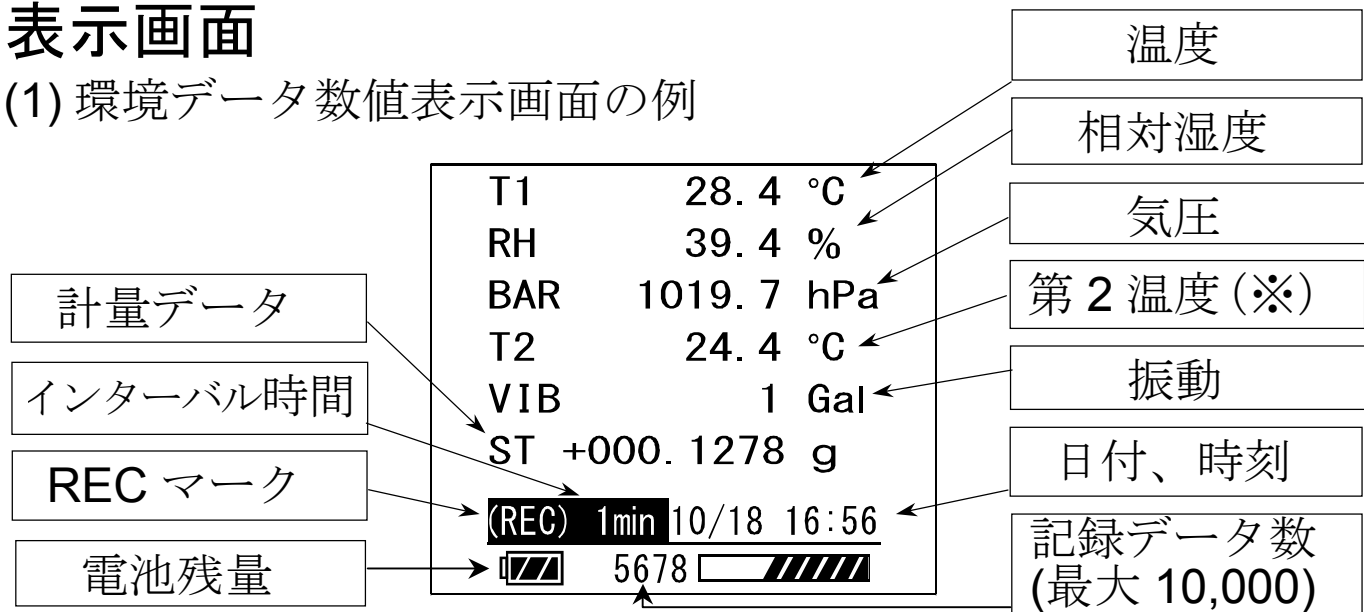 表示画面
(1) 環境データ数値表示画面の例
温度
相対湿度
気圧
第 2 温度(※)
振動
日付、時刻
記録データ数
(最大 10,000)
計量データ
インターバル時間
REC マーク
電池残量
T1 28.4 ℃
RH 39.4 %
BAR 1019.7 hPa
T2 24.4 ℃
VIB 1 Gal
ST +000.1278 g
(REC) 1min 10/18 16:56
5678